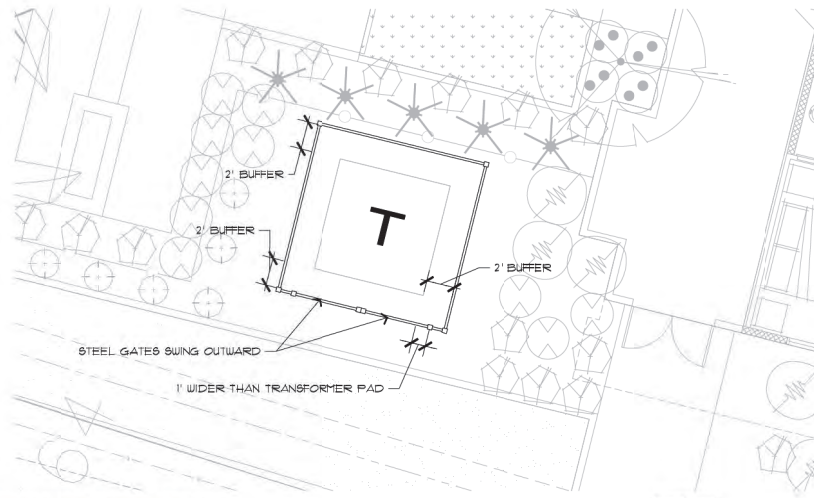 2' BUFFER
T
2' BUFFER
2' BUFFER
STEEL GATES SWING OUTWARD
1' WIDER THAN TRANSFORMER PAD